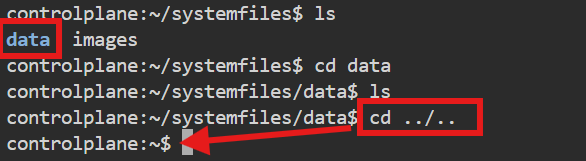 controlplane:~/systemfiles$ ls
data images
controlplane:~/systemfiles$ cd data
controlplane:~/systemfiles/data$ ls
controlplane:~/systemfiles/data$ cd ../..
controlplane:~$